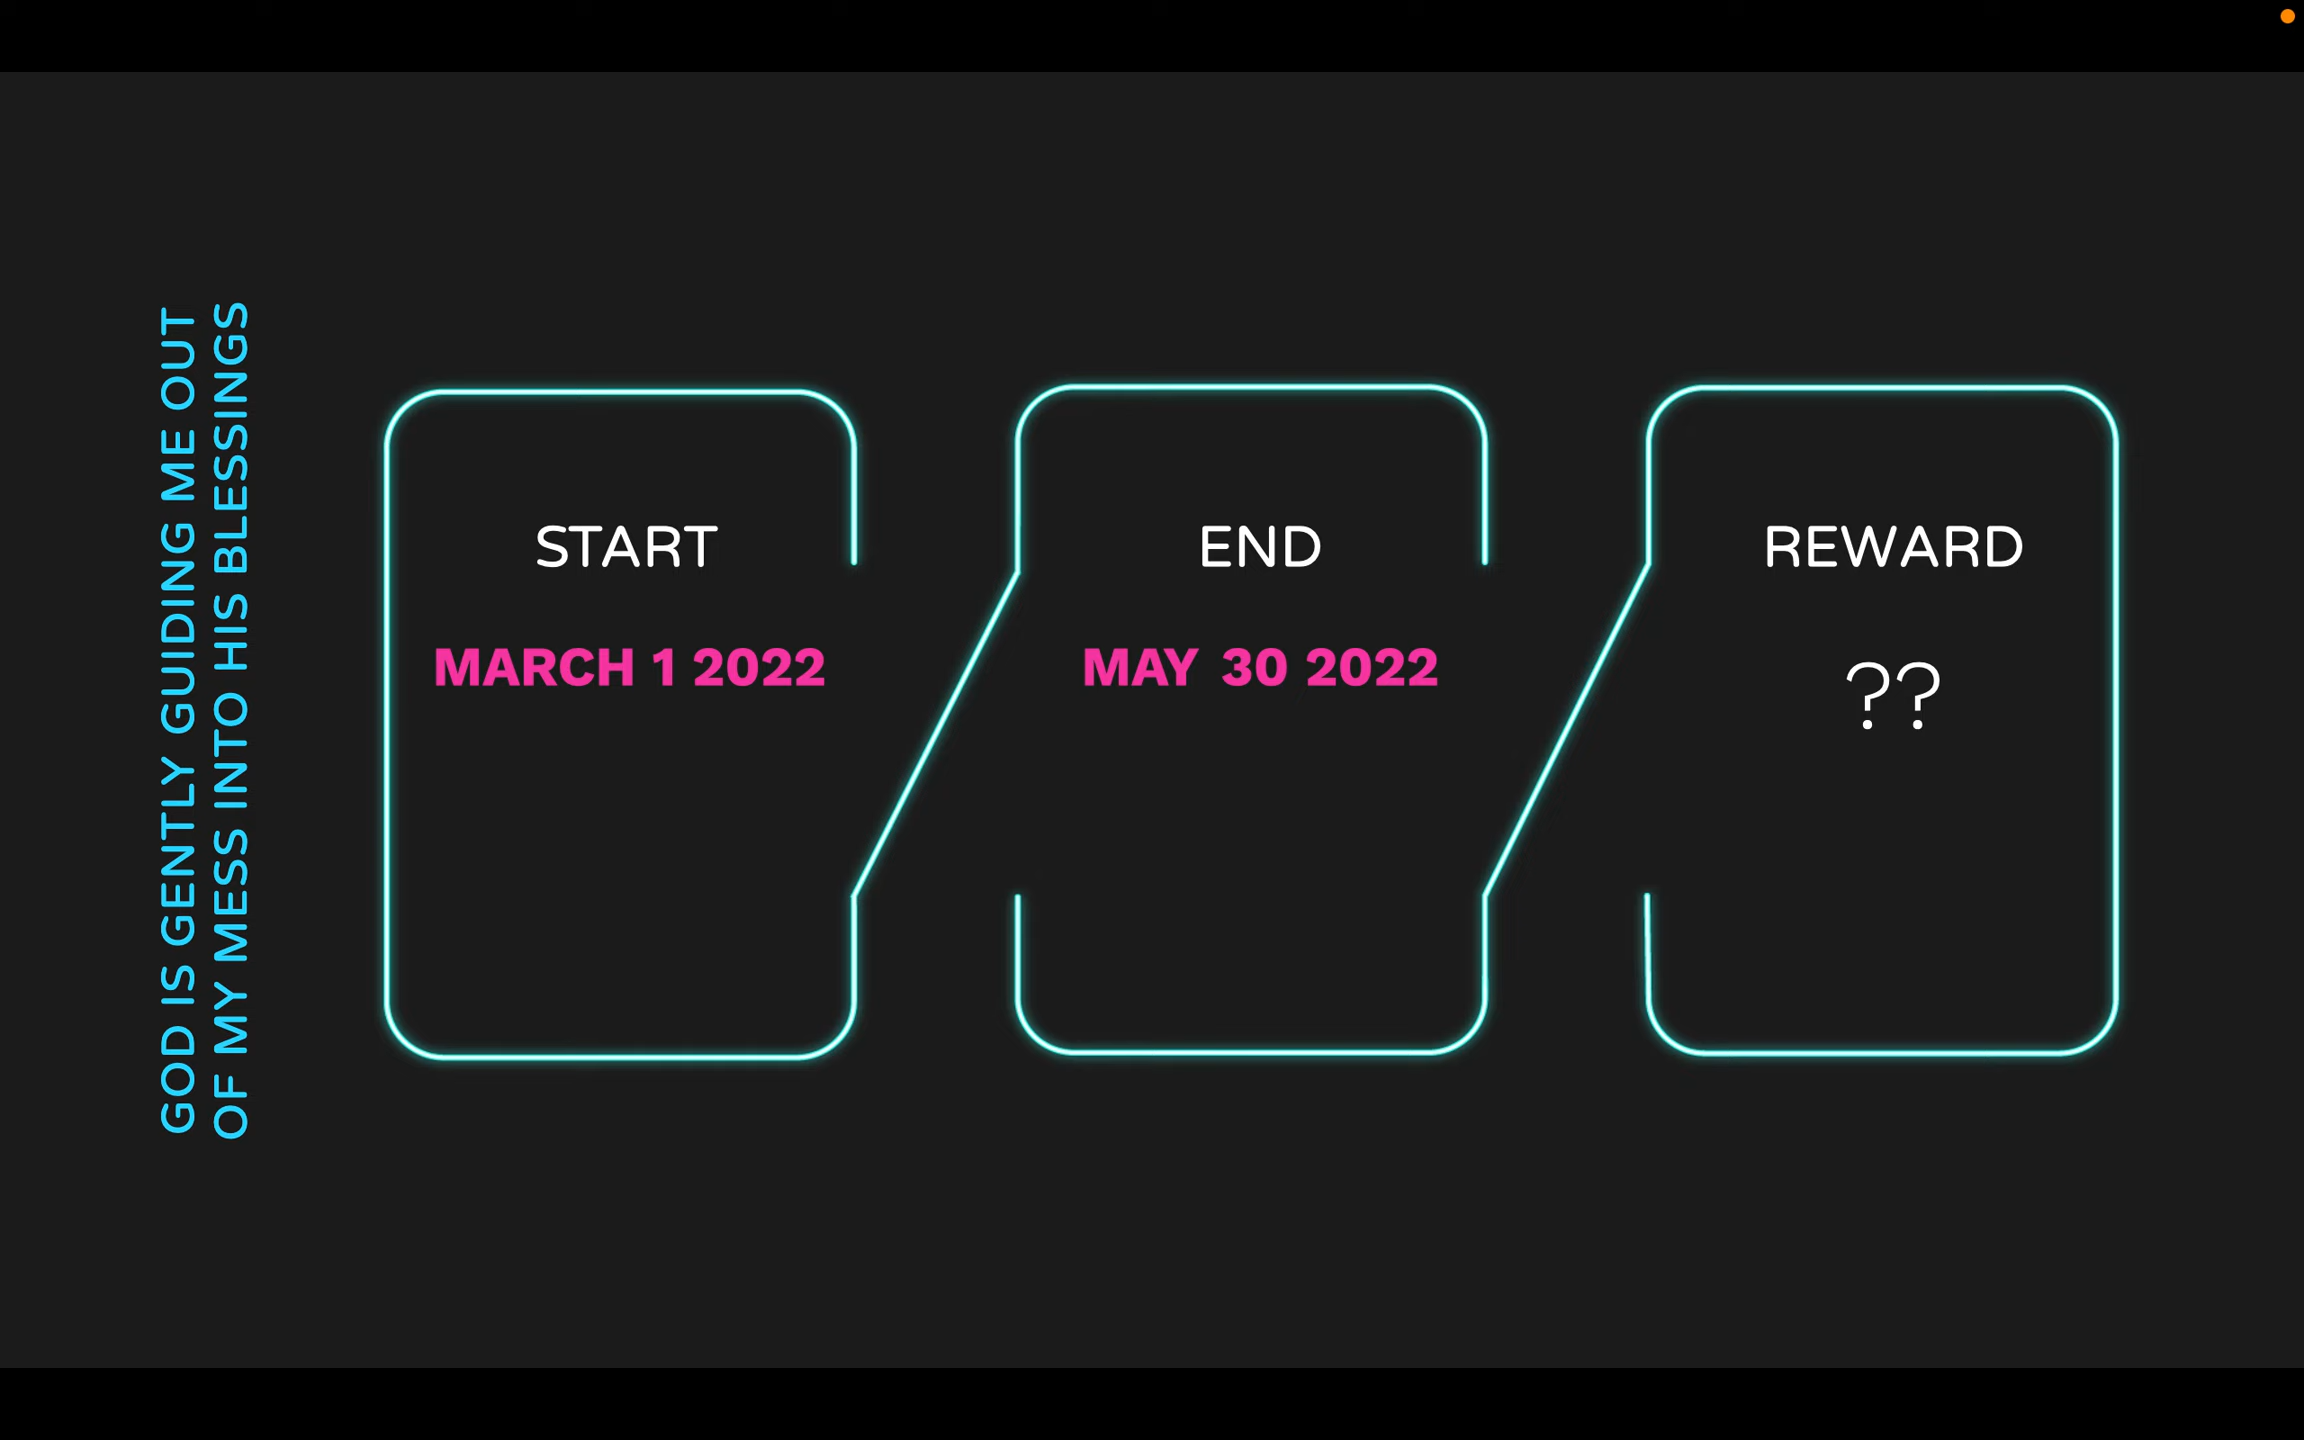 GOD IS GENTLY GUIDING ME OUT
OF MY MESS INTO HIS BLESSINGS
START
MARCH 1 2022
END
MAY 30 2022
REWARD
??